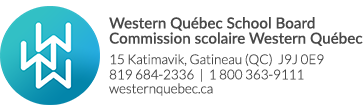 Western Québec School Board
Commission scolaire Western Québec
15 Katimavik, Gatineau (QC) J9J 0E9
819 684-2336 | 1 800 363-9111
westernquebec.ca